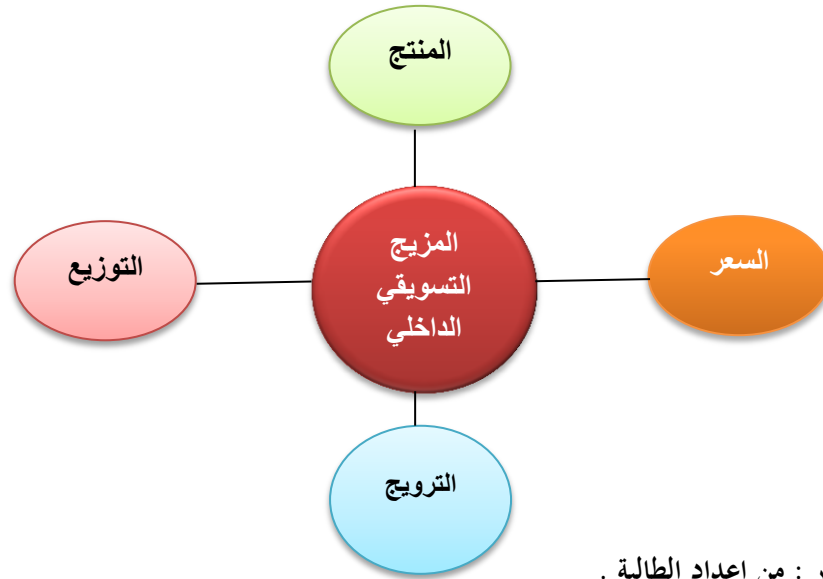 المنتج
السعر
المزيج
التسويقي
الداخلي
التوزيع
الترويج
: من اعداد الطالبة .